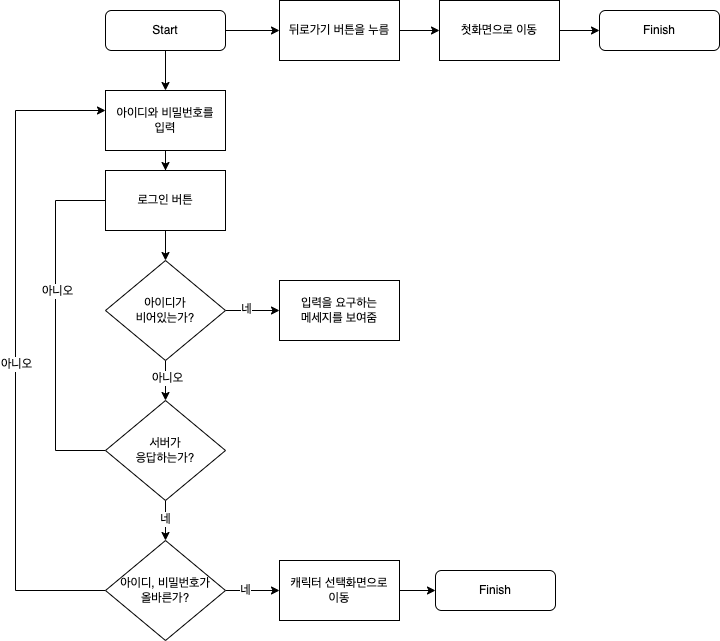 Start
뒤로가기 버튼을 누름
첫화면으로 이동
Finish
아이디와 비밀번호를
입력
로그인 버튼
아니오
아이디가
비어있는가?
네
입력을 요구하는
메세지를 보여줌
아니오
아니오
서버가
응답하는가?
네
아이디, 비밀번호가
올바른가?
네
캐릭터 선택화면으로
이동
Finish